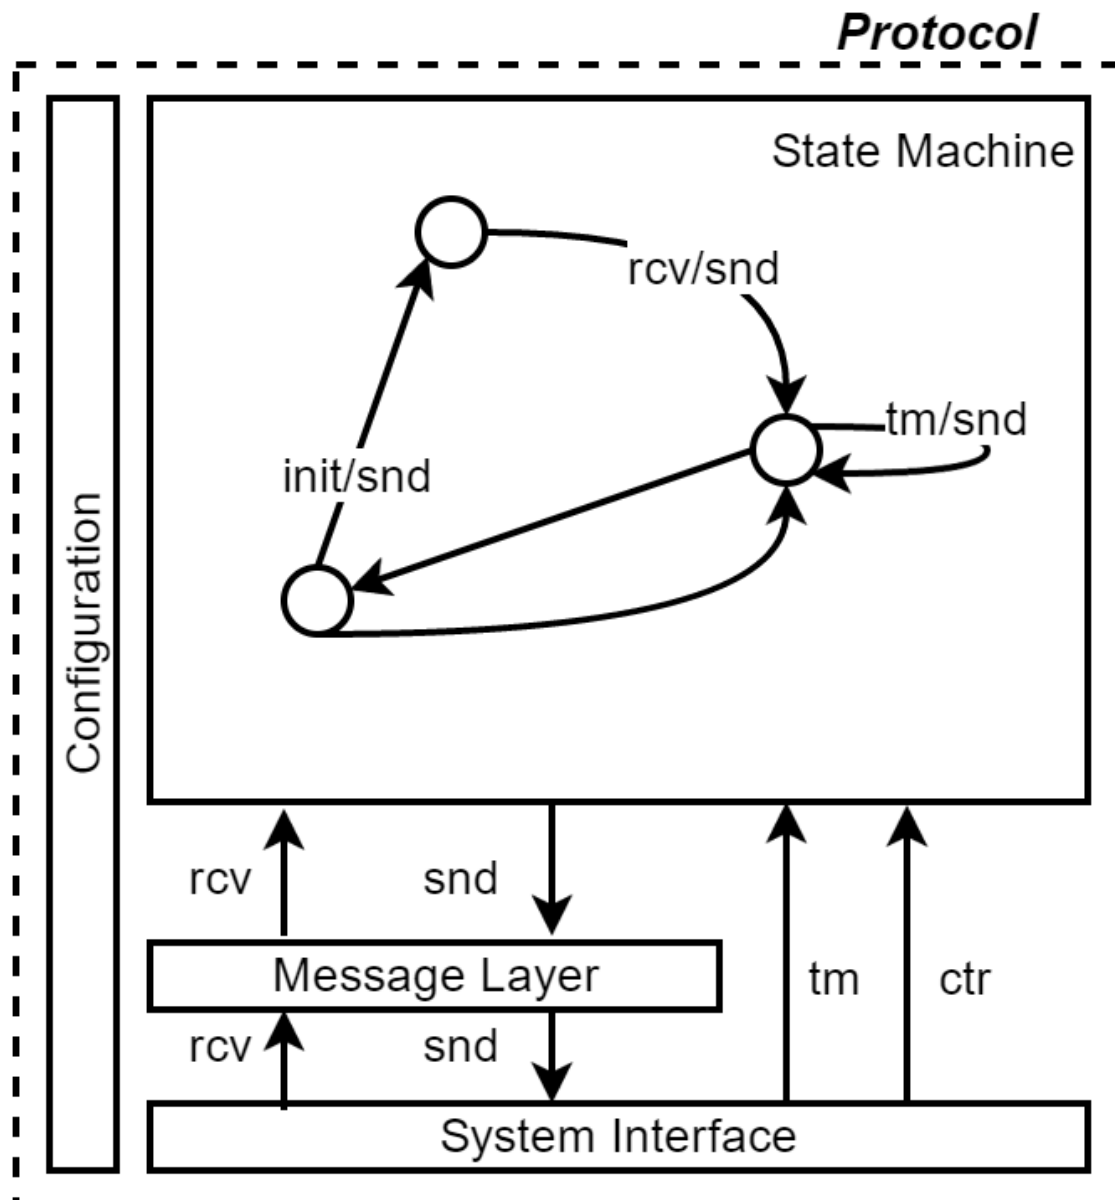 Protocol
State Machine
rcv/snd
tm/snd
init/snd
Configuration
rcv
snd
Message Layer
tm
ctr
rcv
snd
System Interface